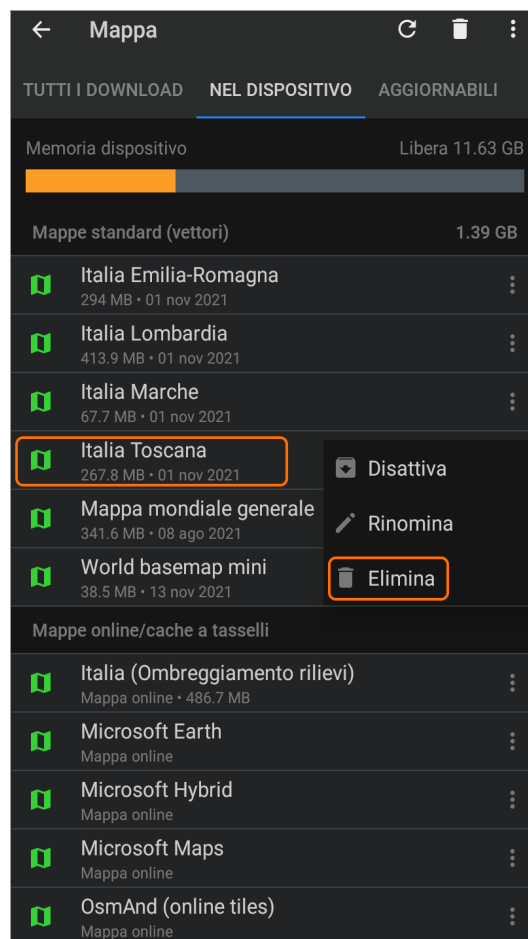 Mappa
TUTTI I DOWNLOAD NEL DISPOSITIVO AGGIORNABILI
Memoria dispositivo Libera 11.63 GB
Mappe standard (vettori) 1.39 GB
Italia Emilia-Romagna
294 MB • 01 nov 2021
Italia Lombardia
413.9 MB • 01 nov 2021
Italia Marche
67.7 MB • 01 nov 2021
Italia Toscana
267.8 MB • 01 nov 2021
Disattiva
Mappa mondiale generale
341.6 MB • 08 ago 2021
Rinomina
World basemap mini
38.5 MB • 13 nov 2021
Elimina
Mappe online/cache a tasselli
Italia (Ombreggiamento rilievi)
Mappa online • 486.7 MB
Microsoft Earth
Mappa online
Microsoft Hybrid
Mappa online
Microsoft Maps
Mappa online
OsmAnd (online tiles)
Mappa online